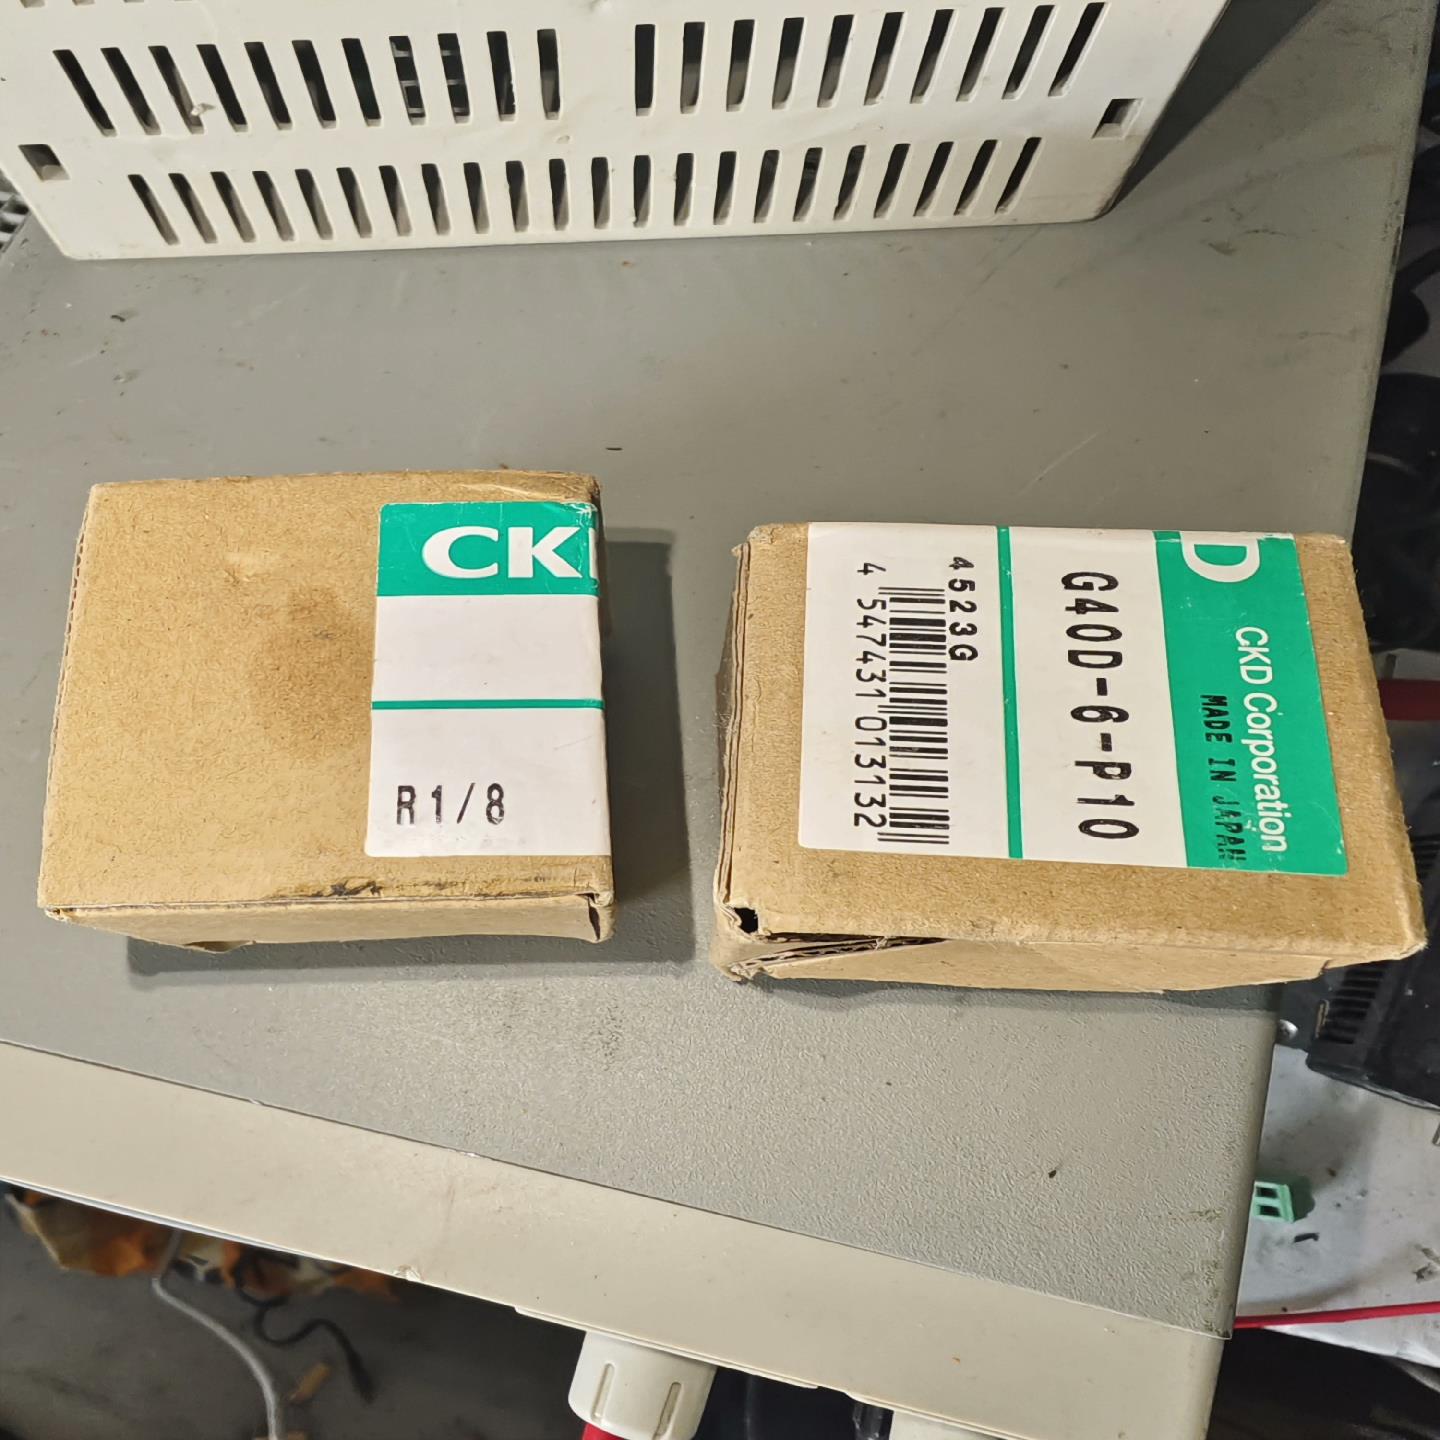 CK
R1/8
D CKD Corporation
MADE IN JAPAN
G40D-6-P10
4523G
4 547431 013132